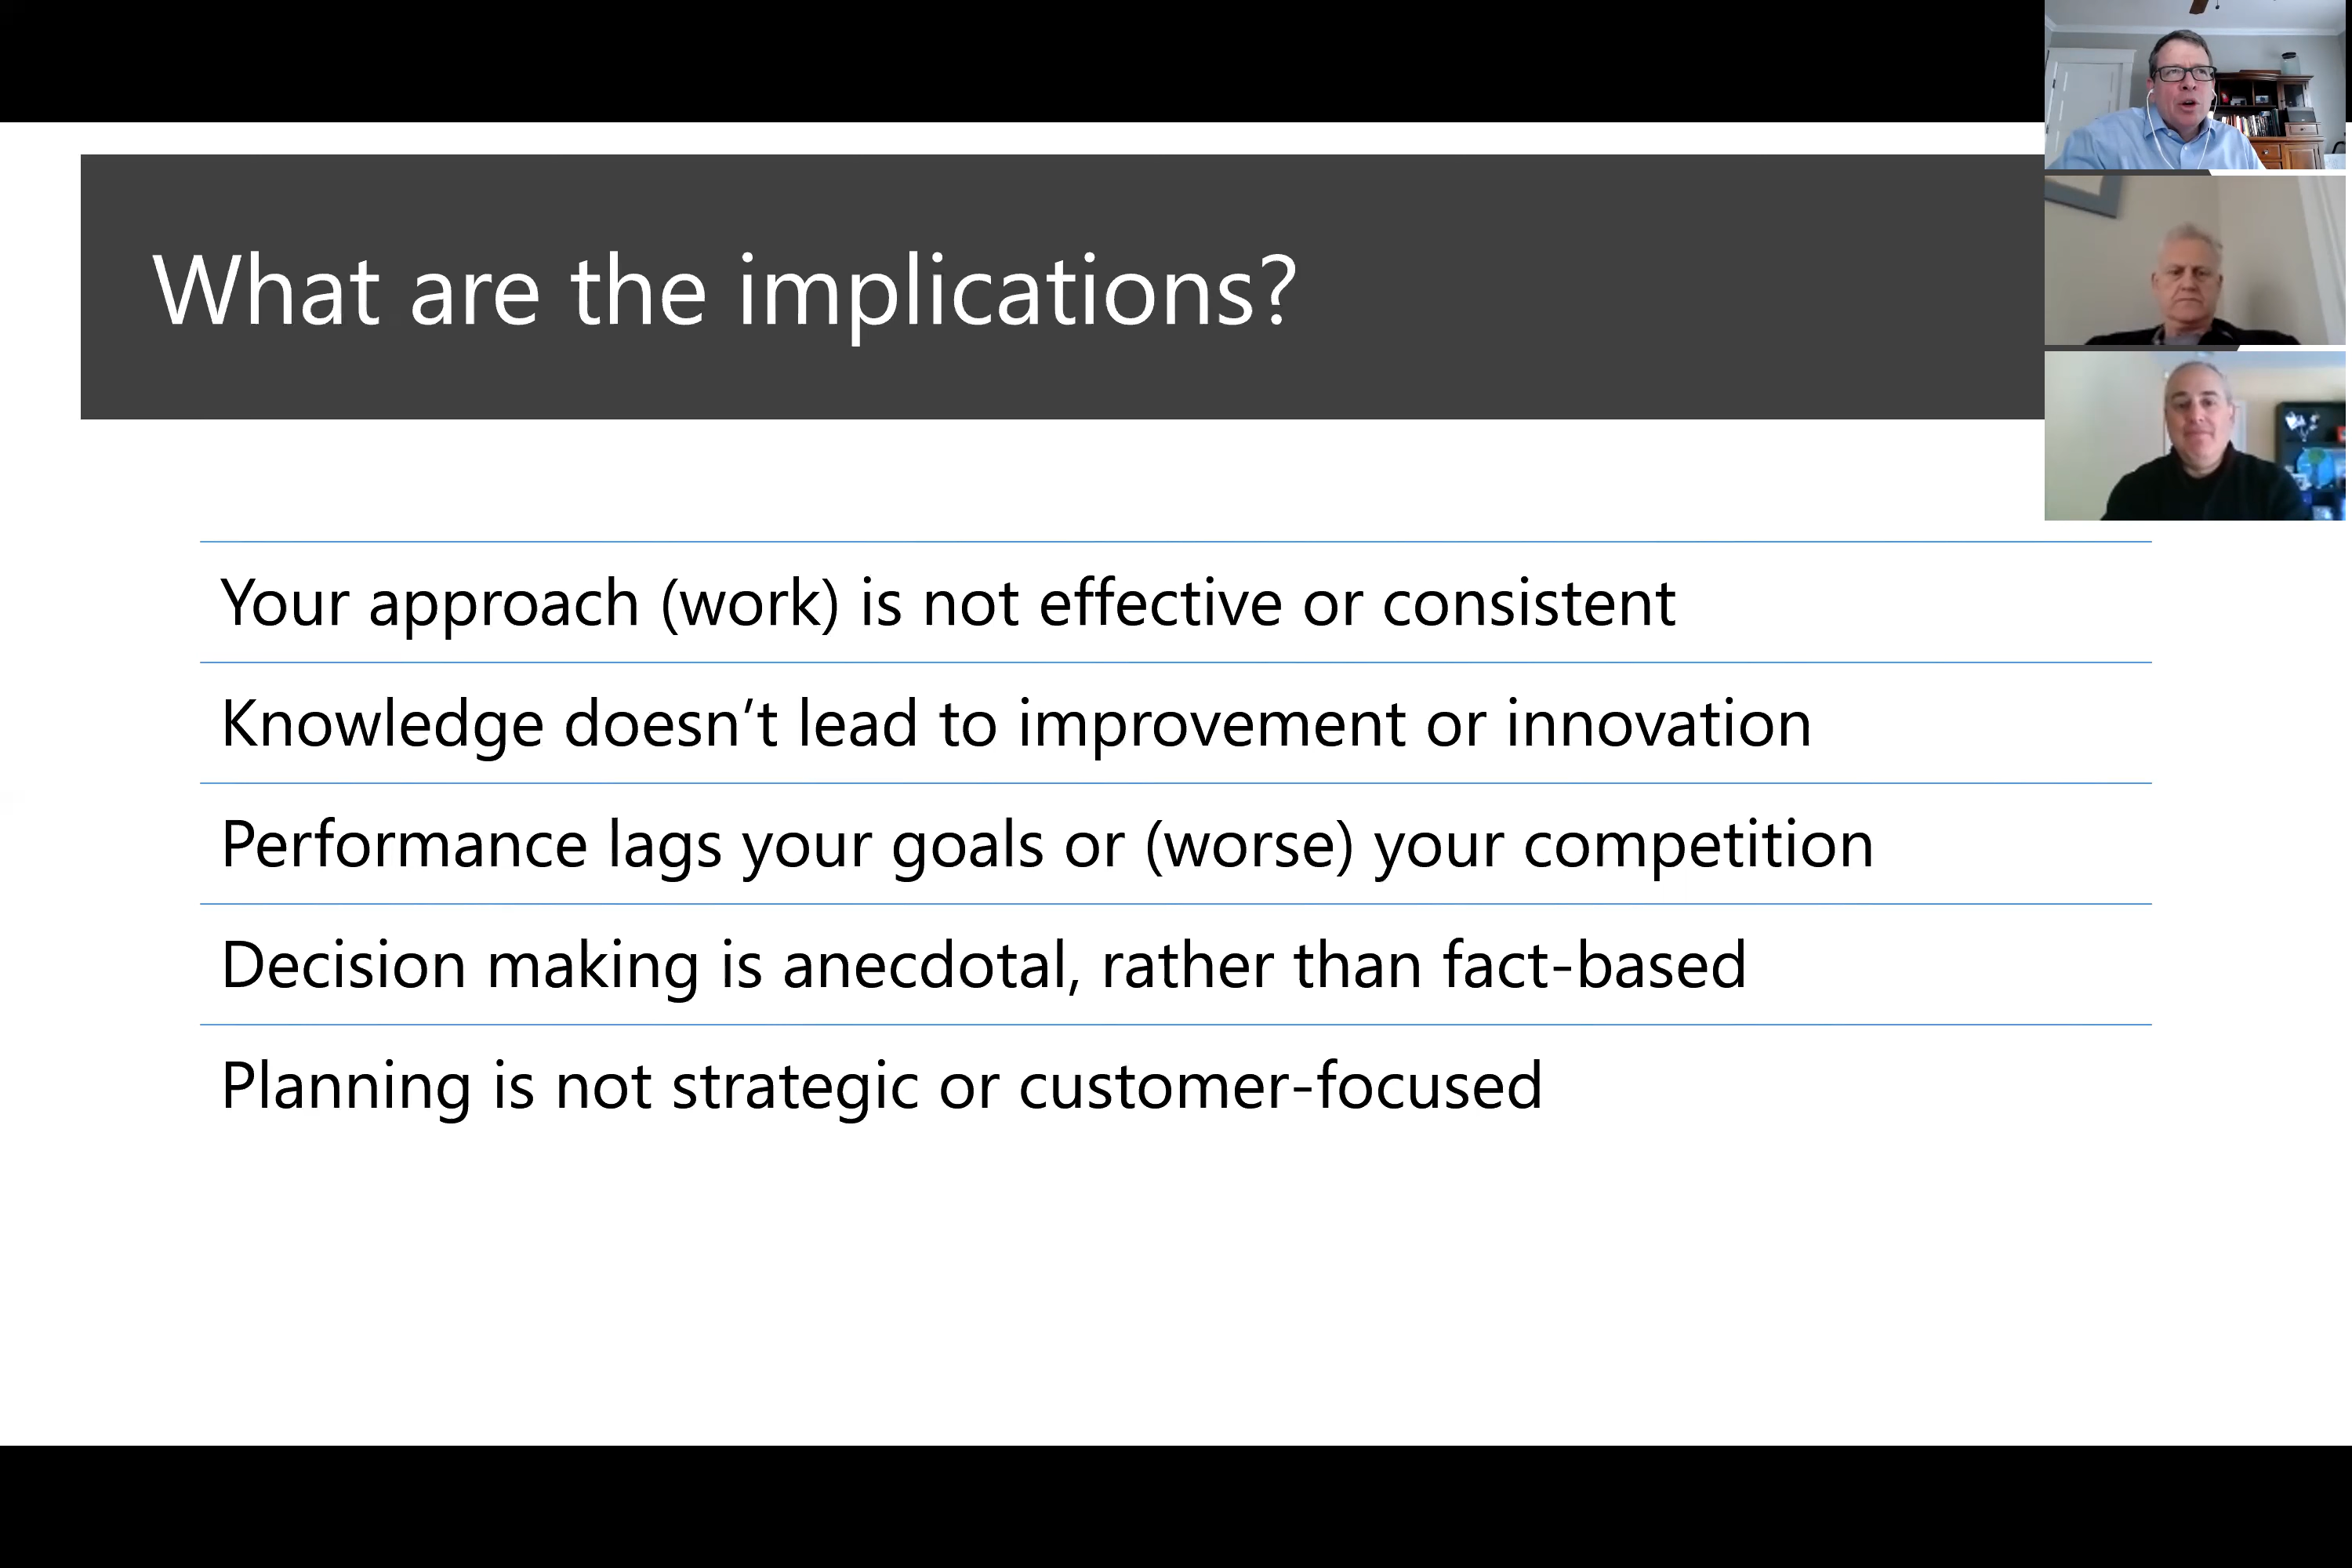 What are the implications?
Your approach (work) is not effective or consistent
Knowledge doesn’t lead to improvement or innovation
Performance lags your goals or (worse) your competition
Decision making is anecdotal, rather than fact-based
Planning is not strategic or customer-focused